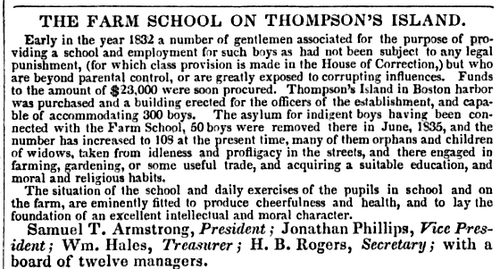 THE FARM SCHOOL ON THOMPSON'S ISLAND.
Early in the year 1832 a number of gentlemen associated for the purpose of pro-
viding a school and employment for such boys as had not been subject to any legal
punishment, (for which class provision is made in the House of Correction,) but who
are beyond parental control, or are greatly exposed to corrupting influences. Funds
to the amount of $23,000 were soon procured. Thompson's Island in Boston harbor
was purchased and a building erected for the officers of the establishment, and capa-
ble of accommodating 300 boys. The asylum for indigent boys having been con-
nected with the Farm School, 50 boys were removed there in June, 1835, and the
number has increased to 109 at the present time, many of them orphans and children
of widows, taken from idleness and profligacy in the streets, and there engaged in
farming, gardening, or some useful trade, and acquiring a suitable education, and
moral and religious habits.
The situation of the school and daily exercises of the pupils in school and on
the farm, are eminently fitted to produce cheerfulness and health, and to lay the
foundation of an excellent intellectual and moral character.
Samuel T. Armstrong, President; Jonathan Phillips, Vice Pres-
ident; Wm. Hales, Treasurer; H. B. Rogers, Secretary; with a
board of twelve managers.